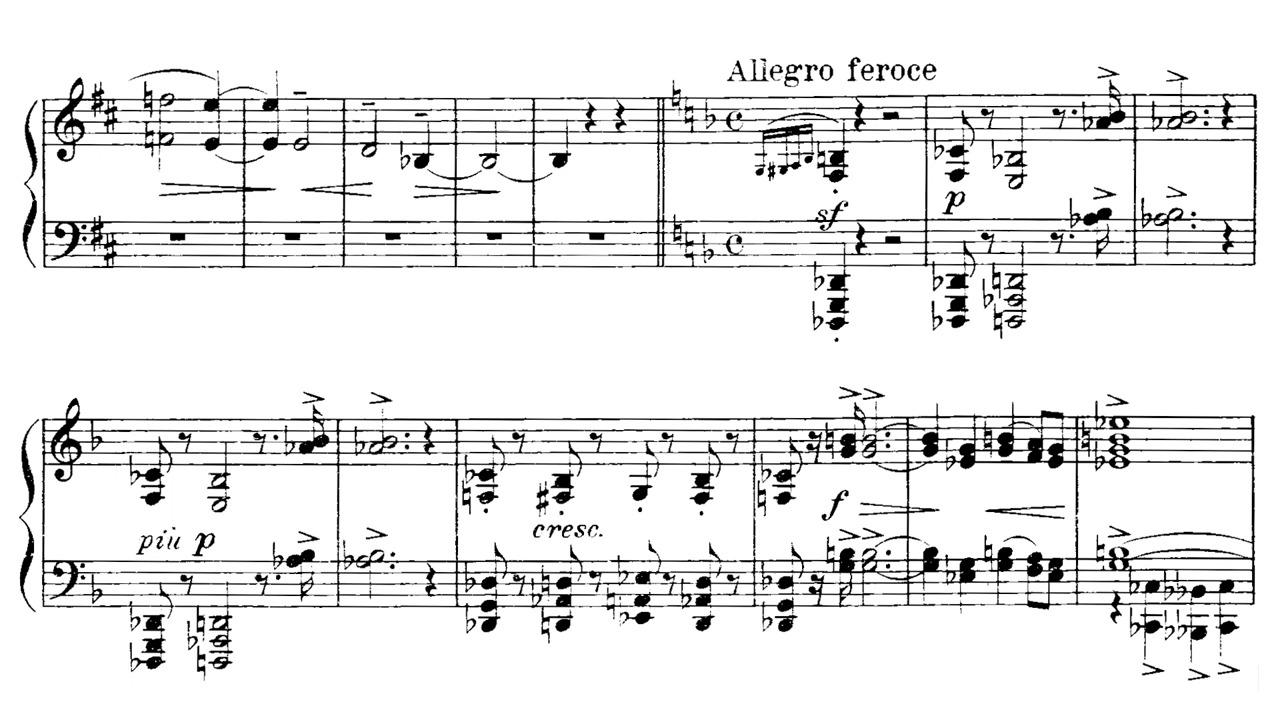 Allegro feroce
sf
p
più p
cresc.
f